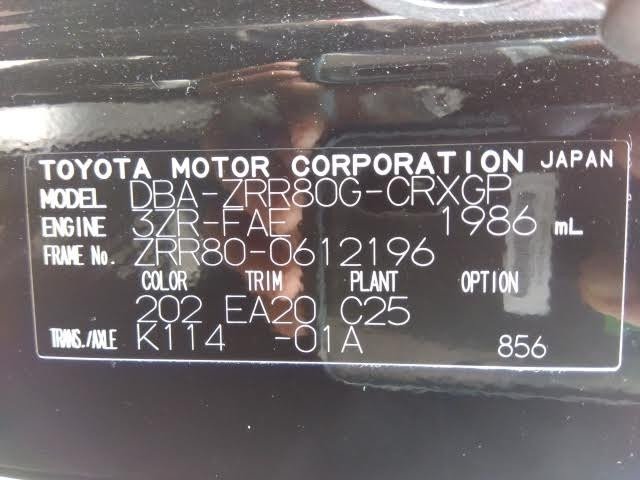 TOYOTA MOTOR CORPORATION JAPAN
MODEL DBA-ZRR80G-CRXGP
ENGINE 3ZR-FAE 1986 mL
FRAME No. ZRR80-0612196
COLOR TRIM PLANT OPTION
202 EA20 C25
TRANS./AXLE K114 -01A 856